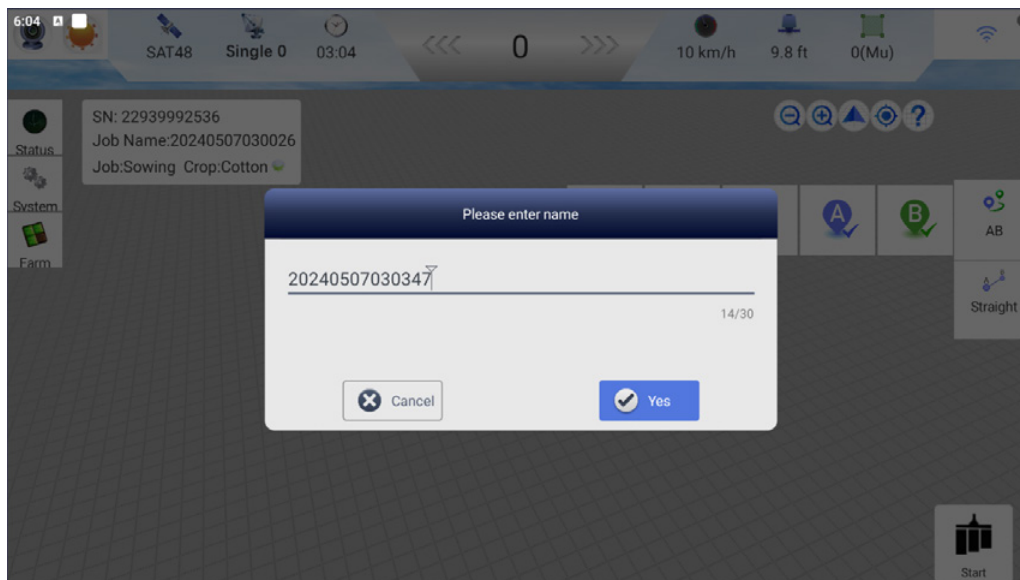 6:04 A
SAT48 Single 0 03:04 <<< 0 >>> 10 km/h 9.8 ft 0(Mu)
SN: 22939992536
Job Name:20240507030026
Job:Sowing Crop:Cotton
?
Status
System
Farm
A B
AB
Straight
Please enter name
20240507030347
14/30
Cancel Yes
Start